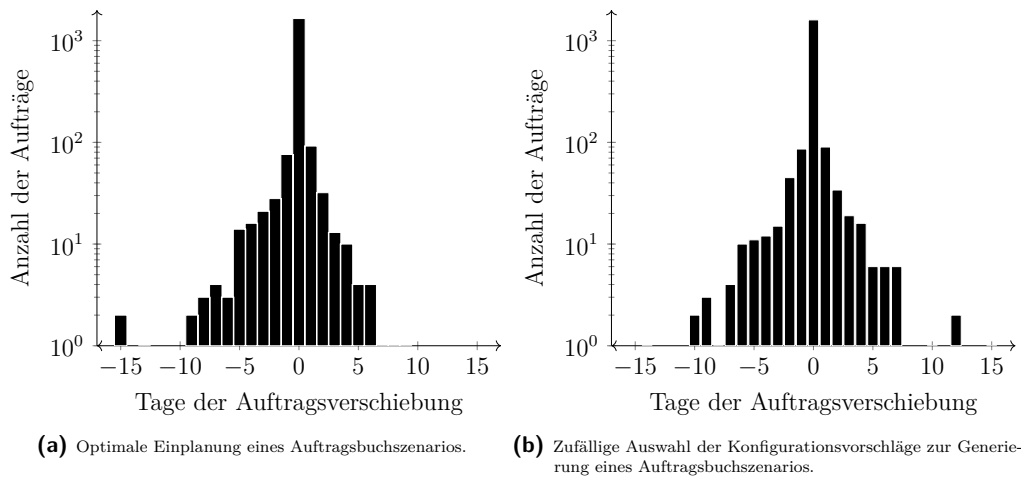 10³
10²
10¹
10⁰
Anzahl der Aufträge
−15 −10 −5 0 5 10 15
Tage der Auftragsverschiebung
(a) Optimale Einplanung eines Auftragsbuchszenarios.
10³
10²
10¹
10⁰
Anzahl der Aufträge
−15 −10 −5 0 5 10 15
Tage der Auftragsverschiebung
(b) Zufällige Auswahl der Konfigurationsvorschläge zur Generie-
rung eines Auftragsbuchszenarios.